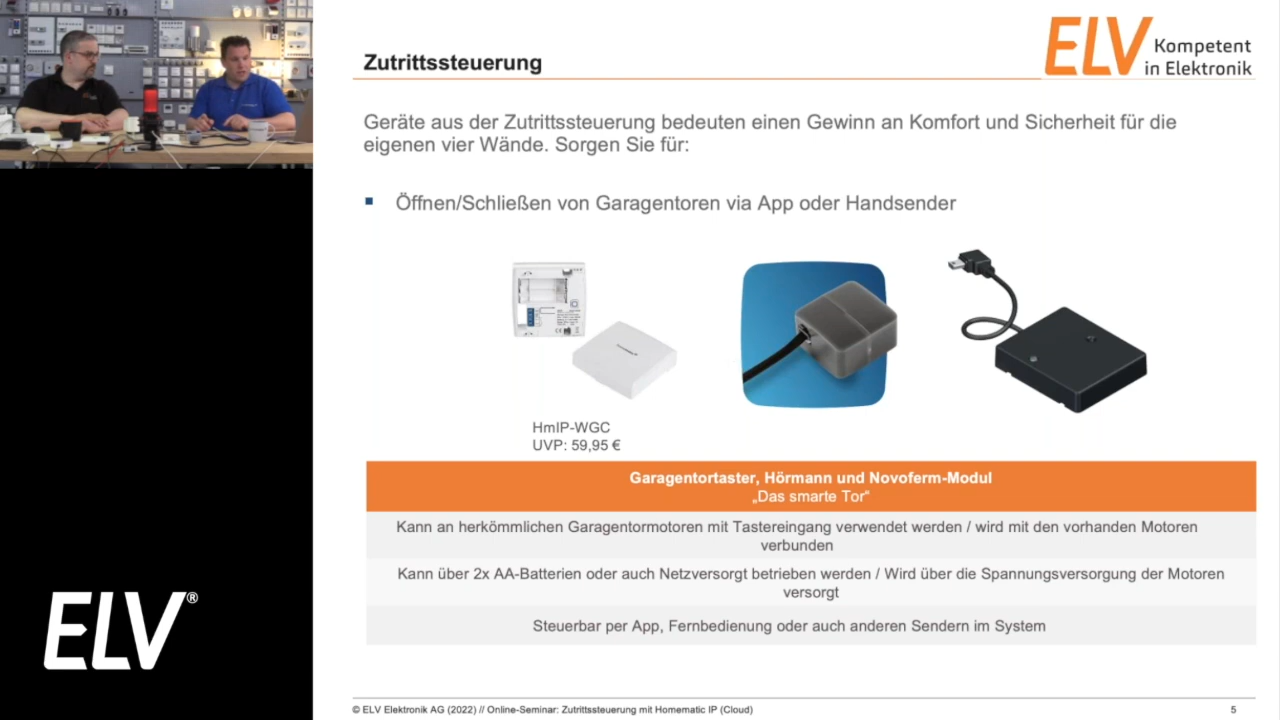 Zutrittssteuerung
ELV Kompetent
in Elektronik
Geräte aus der Zutrittssteuerung bedeuten einen Gewinn an Komfort und Sicherheit für die
eigenen vier Wände. Sorgen Sie für:
Öffnen/Schließen von Garagentoren via App oder Handsender
HmIP-WGC
UVP: 59,95 €
Garagentortaster, Hörmann und Novoferm-Modul
„Das smarte Tor“
Kann an herkömmlichen Garagentormotoren mit Tastereingang verwendet werden / wird mit den vorhanden Motoren
verbunden
Kann über 2x AA-Batterien oder auch Netzversorgt betrieben werden / Wird über die Spannungsversorgung der Motoren
versorgt
Steuerbar per App, Fernbedienung oder auch anderen Sendern im System
ELV®
© ELV Elektronik AG (2022) // Online-Seminar: Zutrittssteuerung mit Homematic IP (Cloud)
5